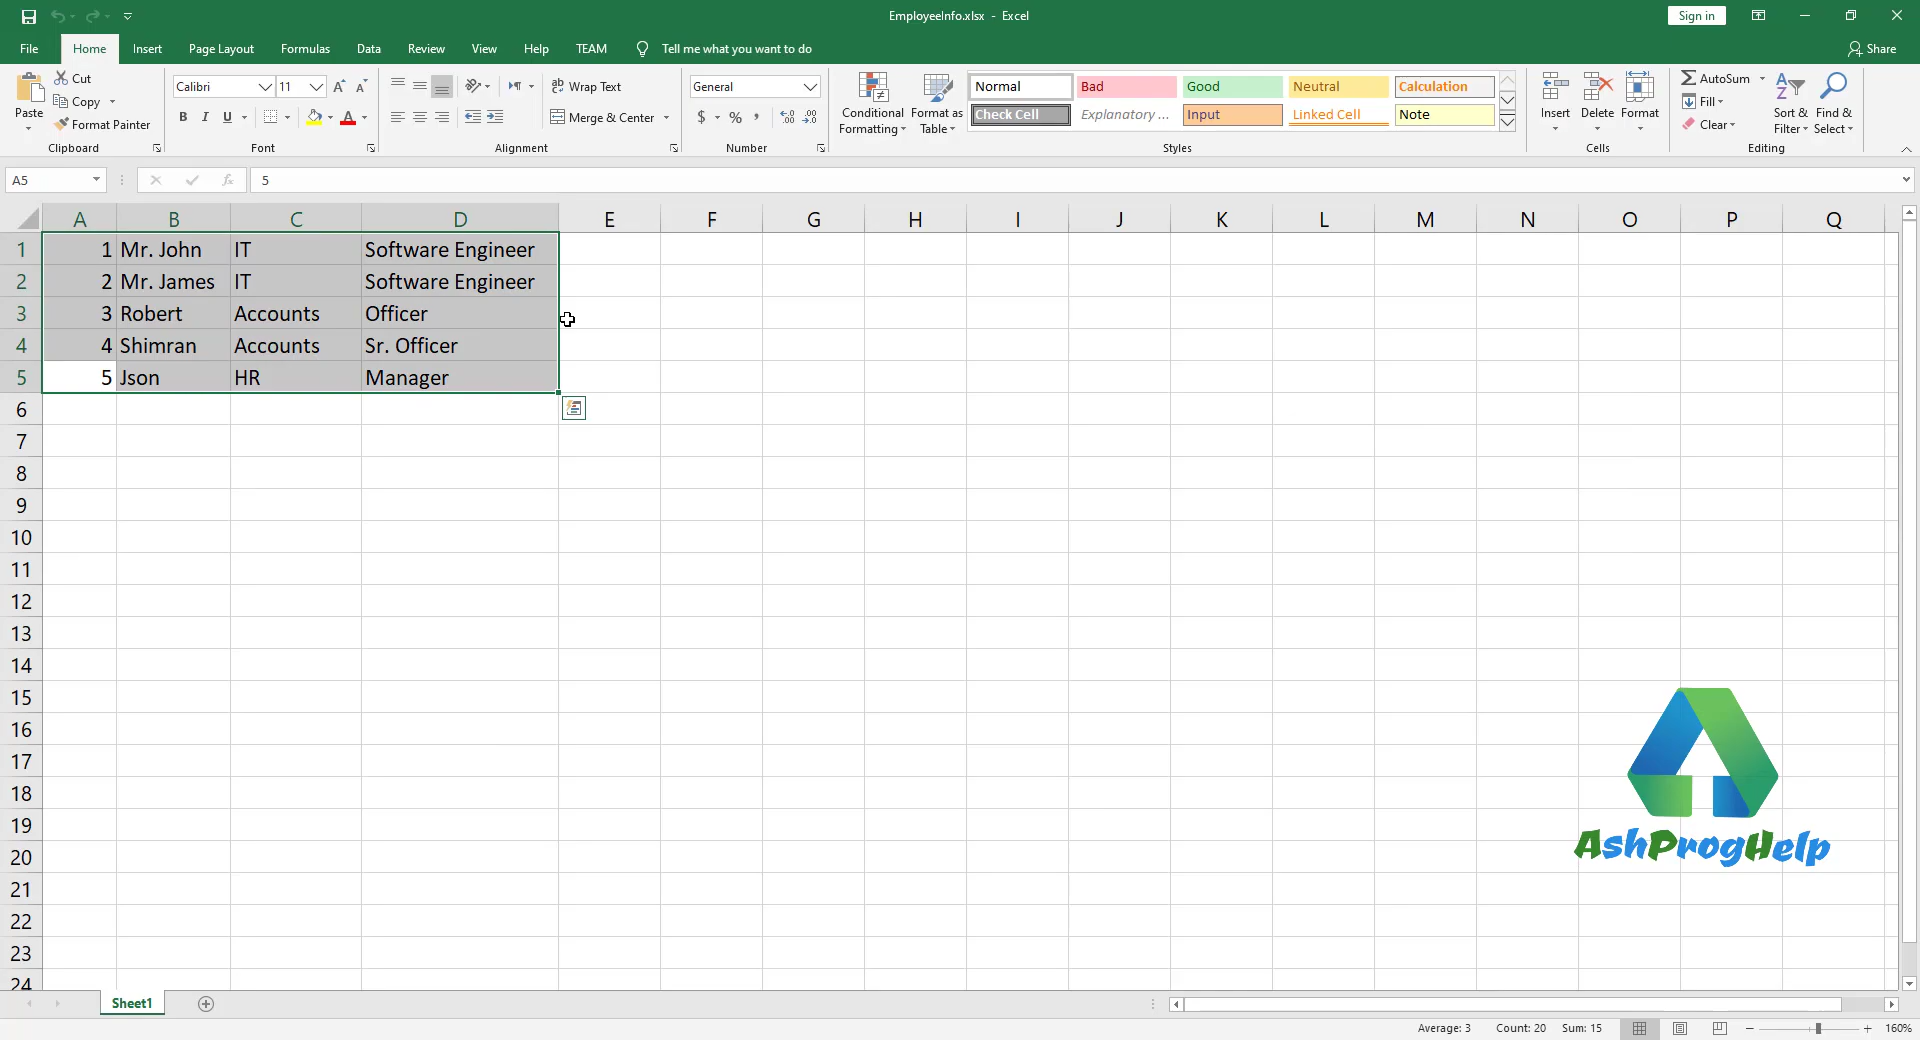 EmployeeInfo.xlsx - Excel
Sign in
File Home Insert Page Layout Formulas Data Review View Help TEAM Tell me what you want to do Share
Paste
Cut
Copy
Format Painter
Clipboard
Calibri 11
B I U
Font
Wrap Text
Merge & Center
Alignment
General
$ % ,
Number
Conditional Formatting
Format as Table
Normal Bad Good Neutral Calculation
Check Cell Explanatory ... Input Linked Cell Note
Styles
Insert Delete Format
Cells
AutoSum
Fill
Clear
Sort & Filter
Find & Select
Editing
A5 fx 5
A B C D E F G H I J K L M N O P Q
1 1 Mr. John IT Software Engineer
2 2 Mr. James IT Software Engineer
3 3 Robert Accounts Officer
4 4 Shimran Accounts Sr. Officer
5 5 Json HR Manager
6
7
8
9
10
11
12
13
14
15
16
17
18
19
20
21
22
23
24
AshProgHelp
Sheet1
Average: 3 Count: 20 Sum: 15 160%